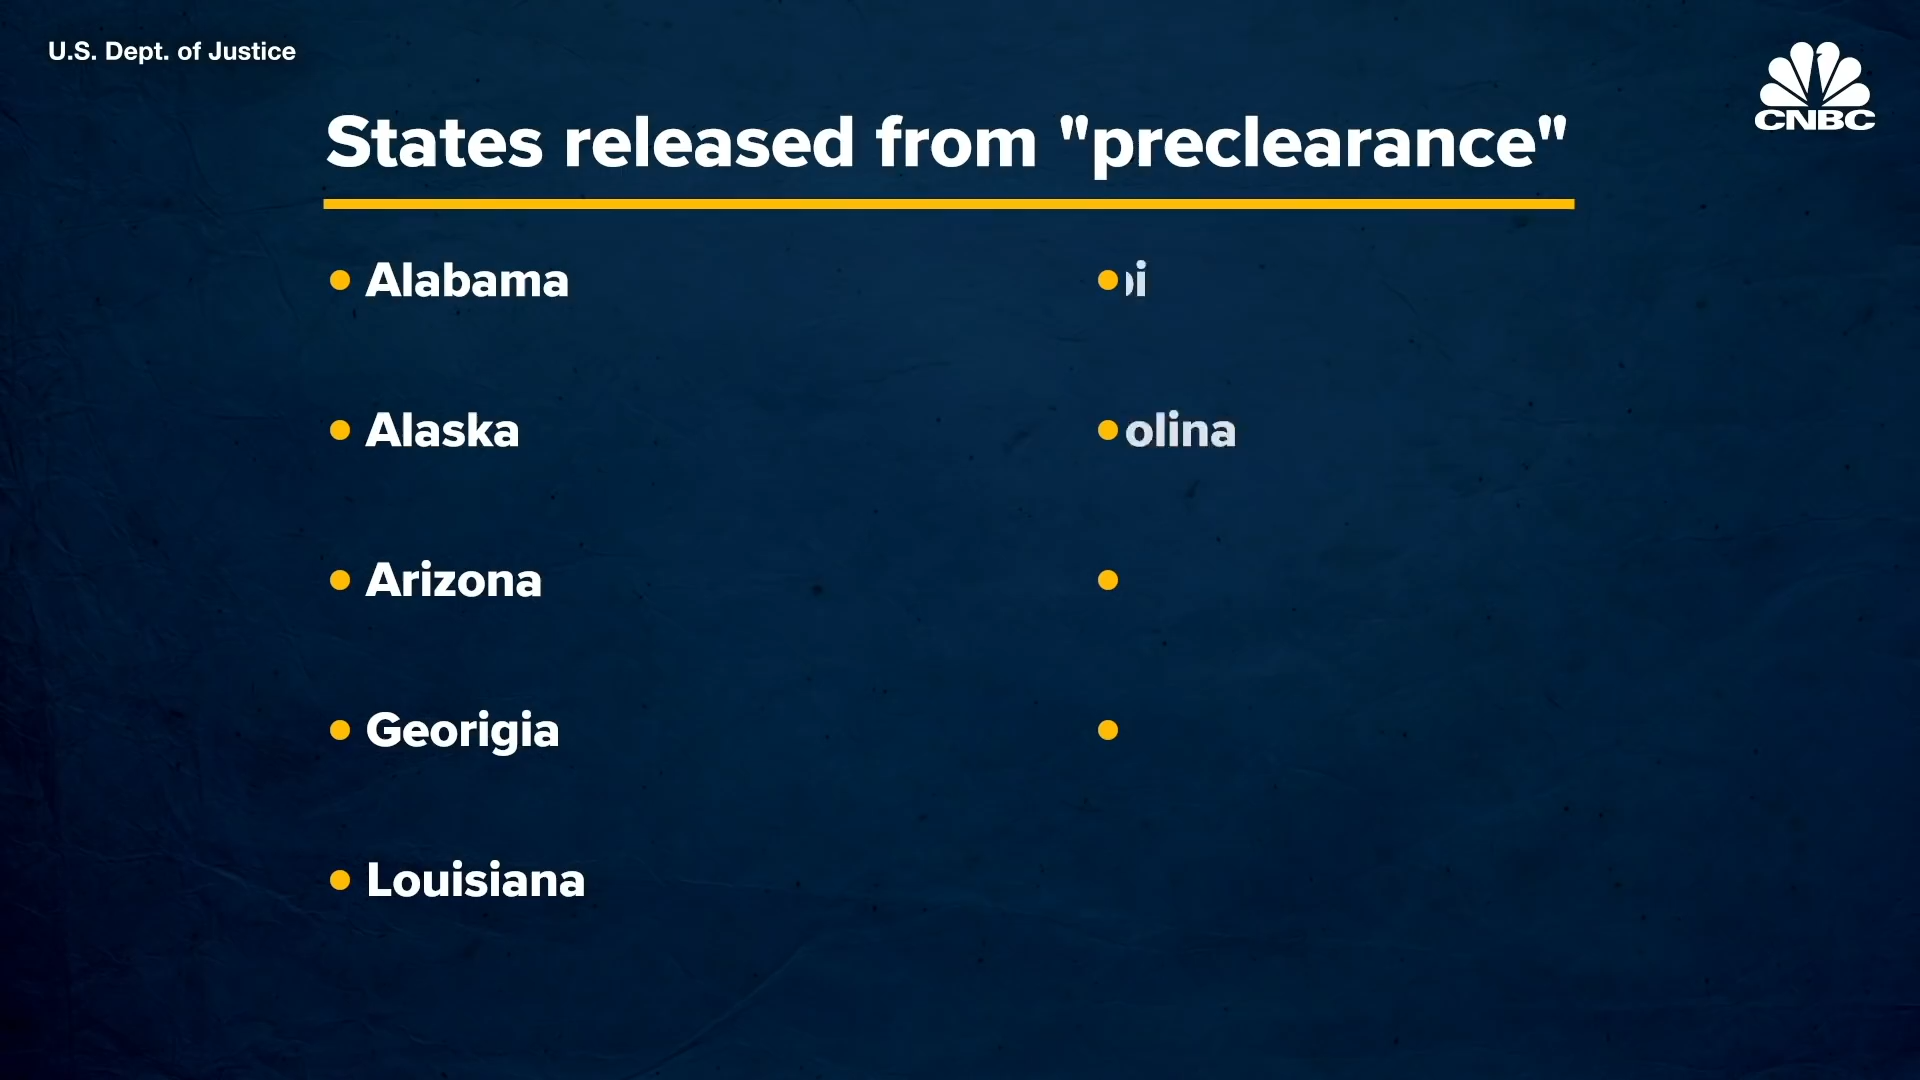 U.S. Dept. of Justice
CNBC
States released from "preclearance"
Alabama
Alaska
Arizona
Georigia
Louisiana
olina